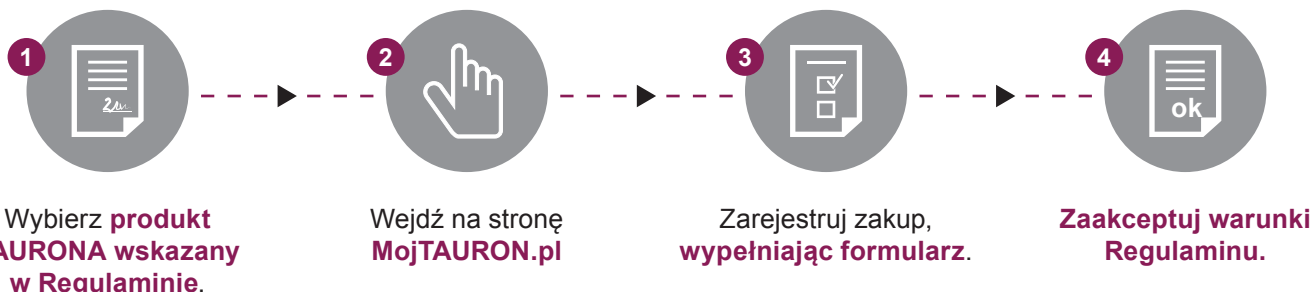 1
2
3
4
ok
Wybierz produkt
AURONA wskazany
w Regulaminie.
Wejdź na stronę
MojTAURON.pl
Zarejestruj zakup,
wypełniając formularz.
Zaakceptuj warunki
Regulaminu.